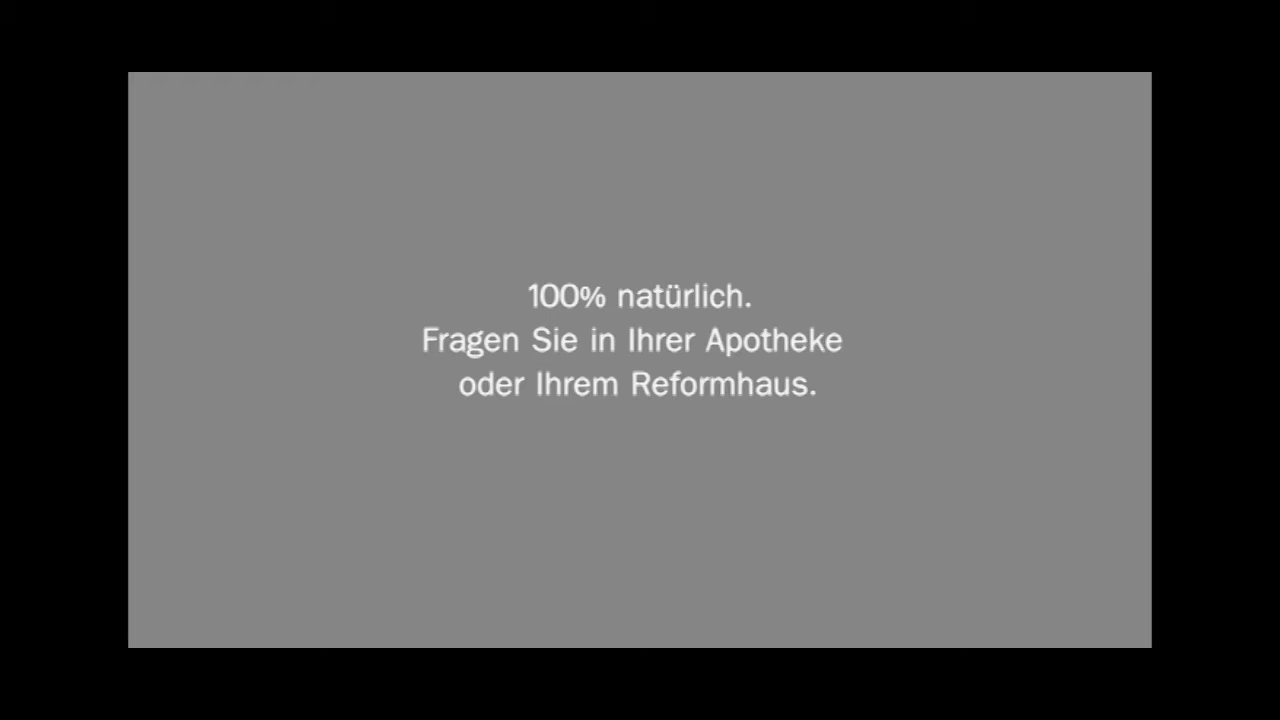 100% natürlich.
Fragen Sie in Ihrer Apotheke
oder Ihrem Reformhaus.